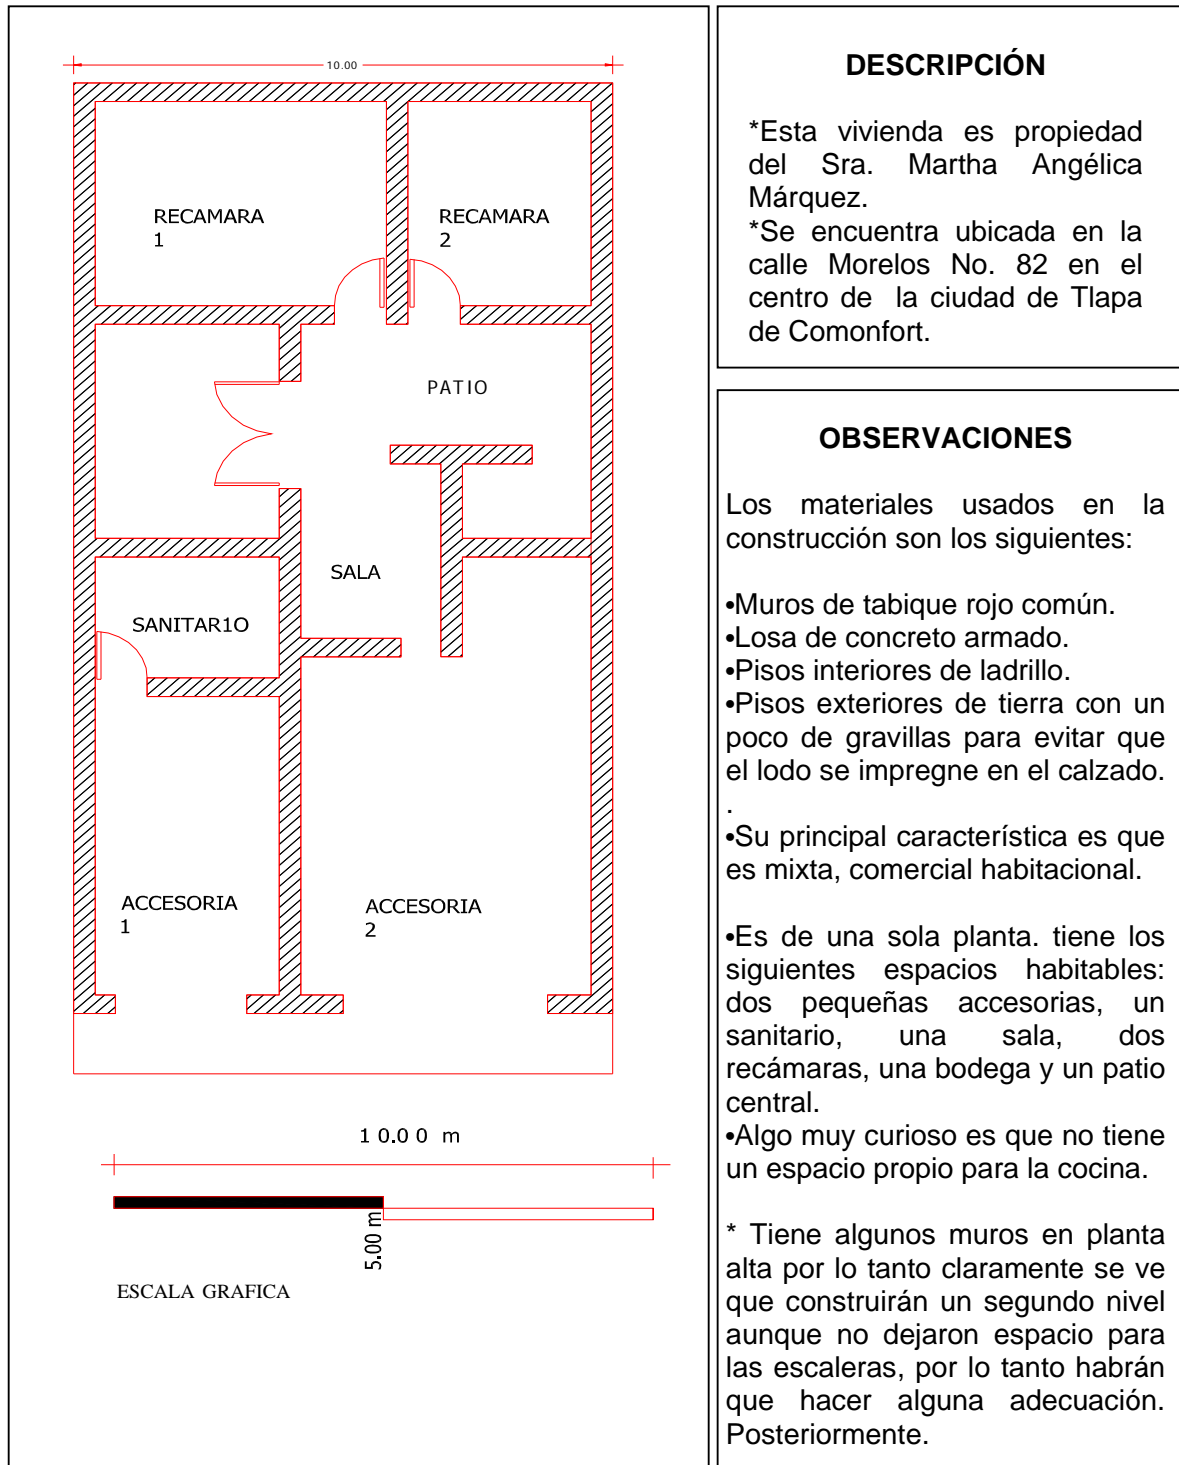 10.00
RECAMARA
1
RECAMARA
2
PATIO
SALA
SANITAR1O
ACCESORIA
1
ACCESORIA
2
10.00 m
5.00 m
ESCALA GRAFICA
DESCRIPCIÓN
*Esta vivienda es propiedad
del Sra. Martha Angélica
Márquez.
*Se encuentra ubicada en la
calle Morelos No. 82 en el
centro de la ciudad de Tlapa
de Comonfort.
OBSERVACIONES
Los materiales usados en la
construcción son los siguientes:
•Muros de tabique rojo común.
•Losa de concreto armado.
•Pisos interiores de ladrillo.
•Pisos exteriores de tierra con un
poco de gravillas para evitar que
el lodo se impregne en el calzado.
.
•Su principal característica es que
es mixta, comercial habitacional.
•Es de una sola planta. tiene los
siguientes espacios habitables:
dos pequeñas accesorias, un
sanitario, una sala, dos
recámaras, una bodega y un patio
central.
•Algo muy curioso es que no tiene
un espacio propio para la cocina.
* Tiene algunos muros en planta
alta por lo tanto claramente se ve
que construirán un segundo nivel
aunque no dejaron espacio para
las escaleras, por lo tanto habrán
que hacer alguna adecuación.
Posteriormente.